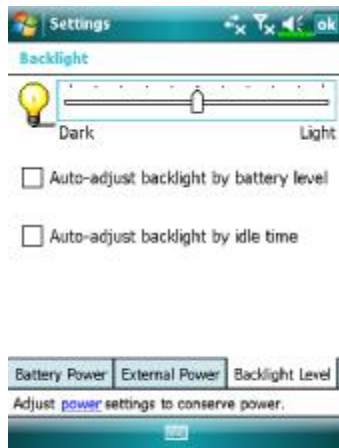 Settings
ok
Backlight
Dark Light
Auto-adjust backlight by battery level
Auto-adjust backlight by idle time
Battery Power External Power Backlight Level
Adjust power settings to conserve power.